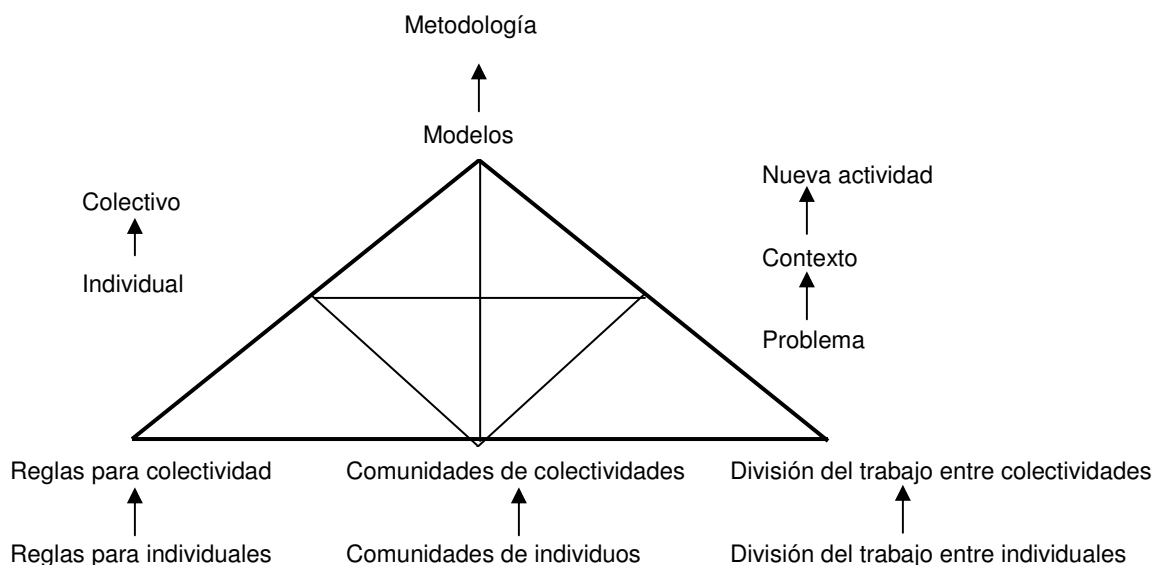 Metodología
Modelos
Nueva actividad
Colectivo
Contexto
Individual
Problema
Reglas para colectividad
Comunidades de colectividades
División del trabajo entre colectividades
Reglas para individuales
Comunidades de individuos
División del trabajo entre individuales